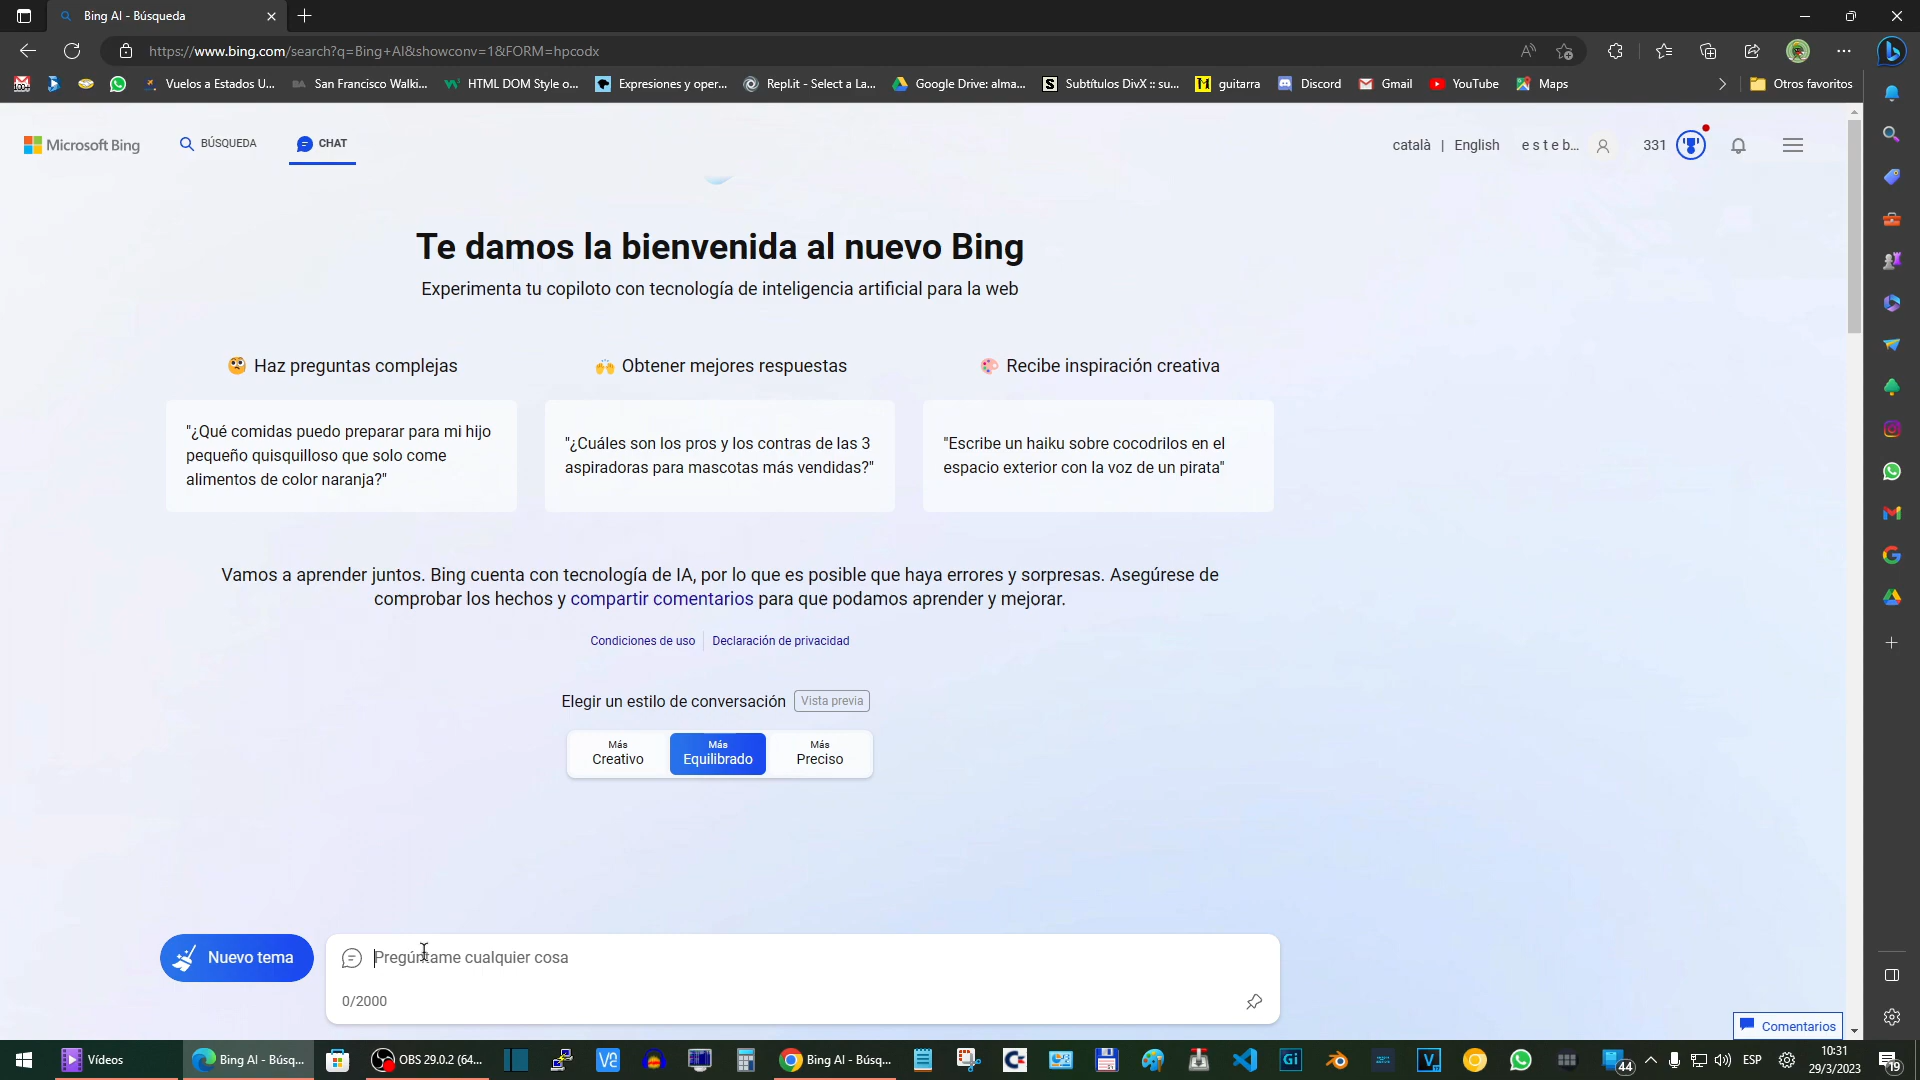 Bing AI - Búsqueda
https://www.bing.com/search?q=Bing+AI&showconv=1&FORM=hpcodx
Vuelos a Estados U...
San Francisco Walki...
HTML DOM Style o...
Expresiones y oper...
Repl.it - Select a La...
Google Drive: alma...
Subtítulos DivX :: su...
guitarra
Discord
Gmail
YouTube
Maps
Otros favoritos
Microsoft Bing
BÚSQUEDA
CHAT
català | English
e s t e b...
331
Te damos la bienvenida al nuevo Bing
Experimenta tu copiloto con tecnología de inteligencia artificial para la web
Haz preguntas complejas
Obtener mejores respuestas
Recibe inspiración creativa
"¿Qué comidas puedo preparar para mi hijo
pequeño quisquilloso que solo come
alimentos de color naranja?"
"¿Cuáles son los pros y los contras de las 3
aspiradoras para mascotas más vendidas?"
"Escribe un haiku sobre cocodrilos en el
espacio exterior con la voz de un pirata"
Vamos a aprender juntos. Bing cuenta con tecnología de IA, por lo que es posible que haya errores y sorpresas. Asegúrese de
comprobar los hechos y compartir comentarios para que podamos aprender y mejorar.
Condiciones de uso
Declaración de privacidad
Elegir un estilo de conversación
Vista previa
Más
Creativo
Más
Equilibrado
Más
Preciso
Nuevo tema
Pregúntame cualquier cosa
0/2000
Comentarios
Vídeos
Bing AI - Búsq...
OBS 29.0.2 (64...
Bing AI - Búsq...
44
ESP
10:31
29/3/2023
19